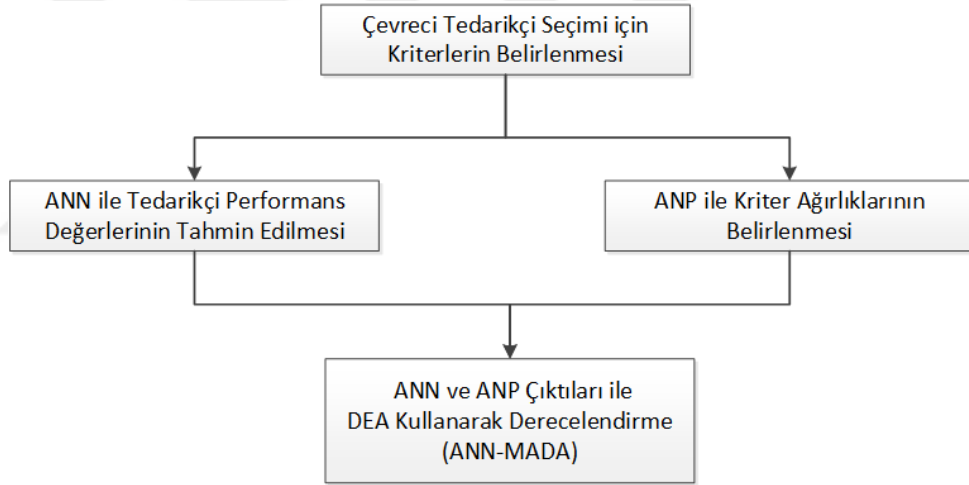 Çevreci Tedarikçi Seçimi için
Kriterlerin Belirlenmesi
ANN ile Tedarikçi Performans
Değerlerinin Tahmin Edilmesi
ANP ile Kriter Ağırlıklarının
Belirlenmesi
ANN ve ANP Çıktıları ile
DEA Kullanarak Derecelendirme
(ANN-MADA)